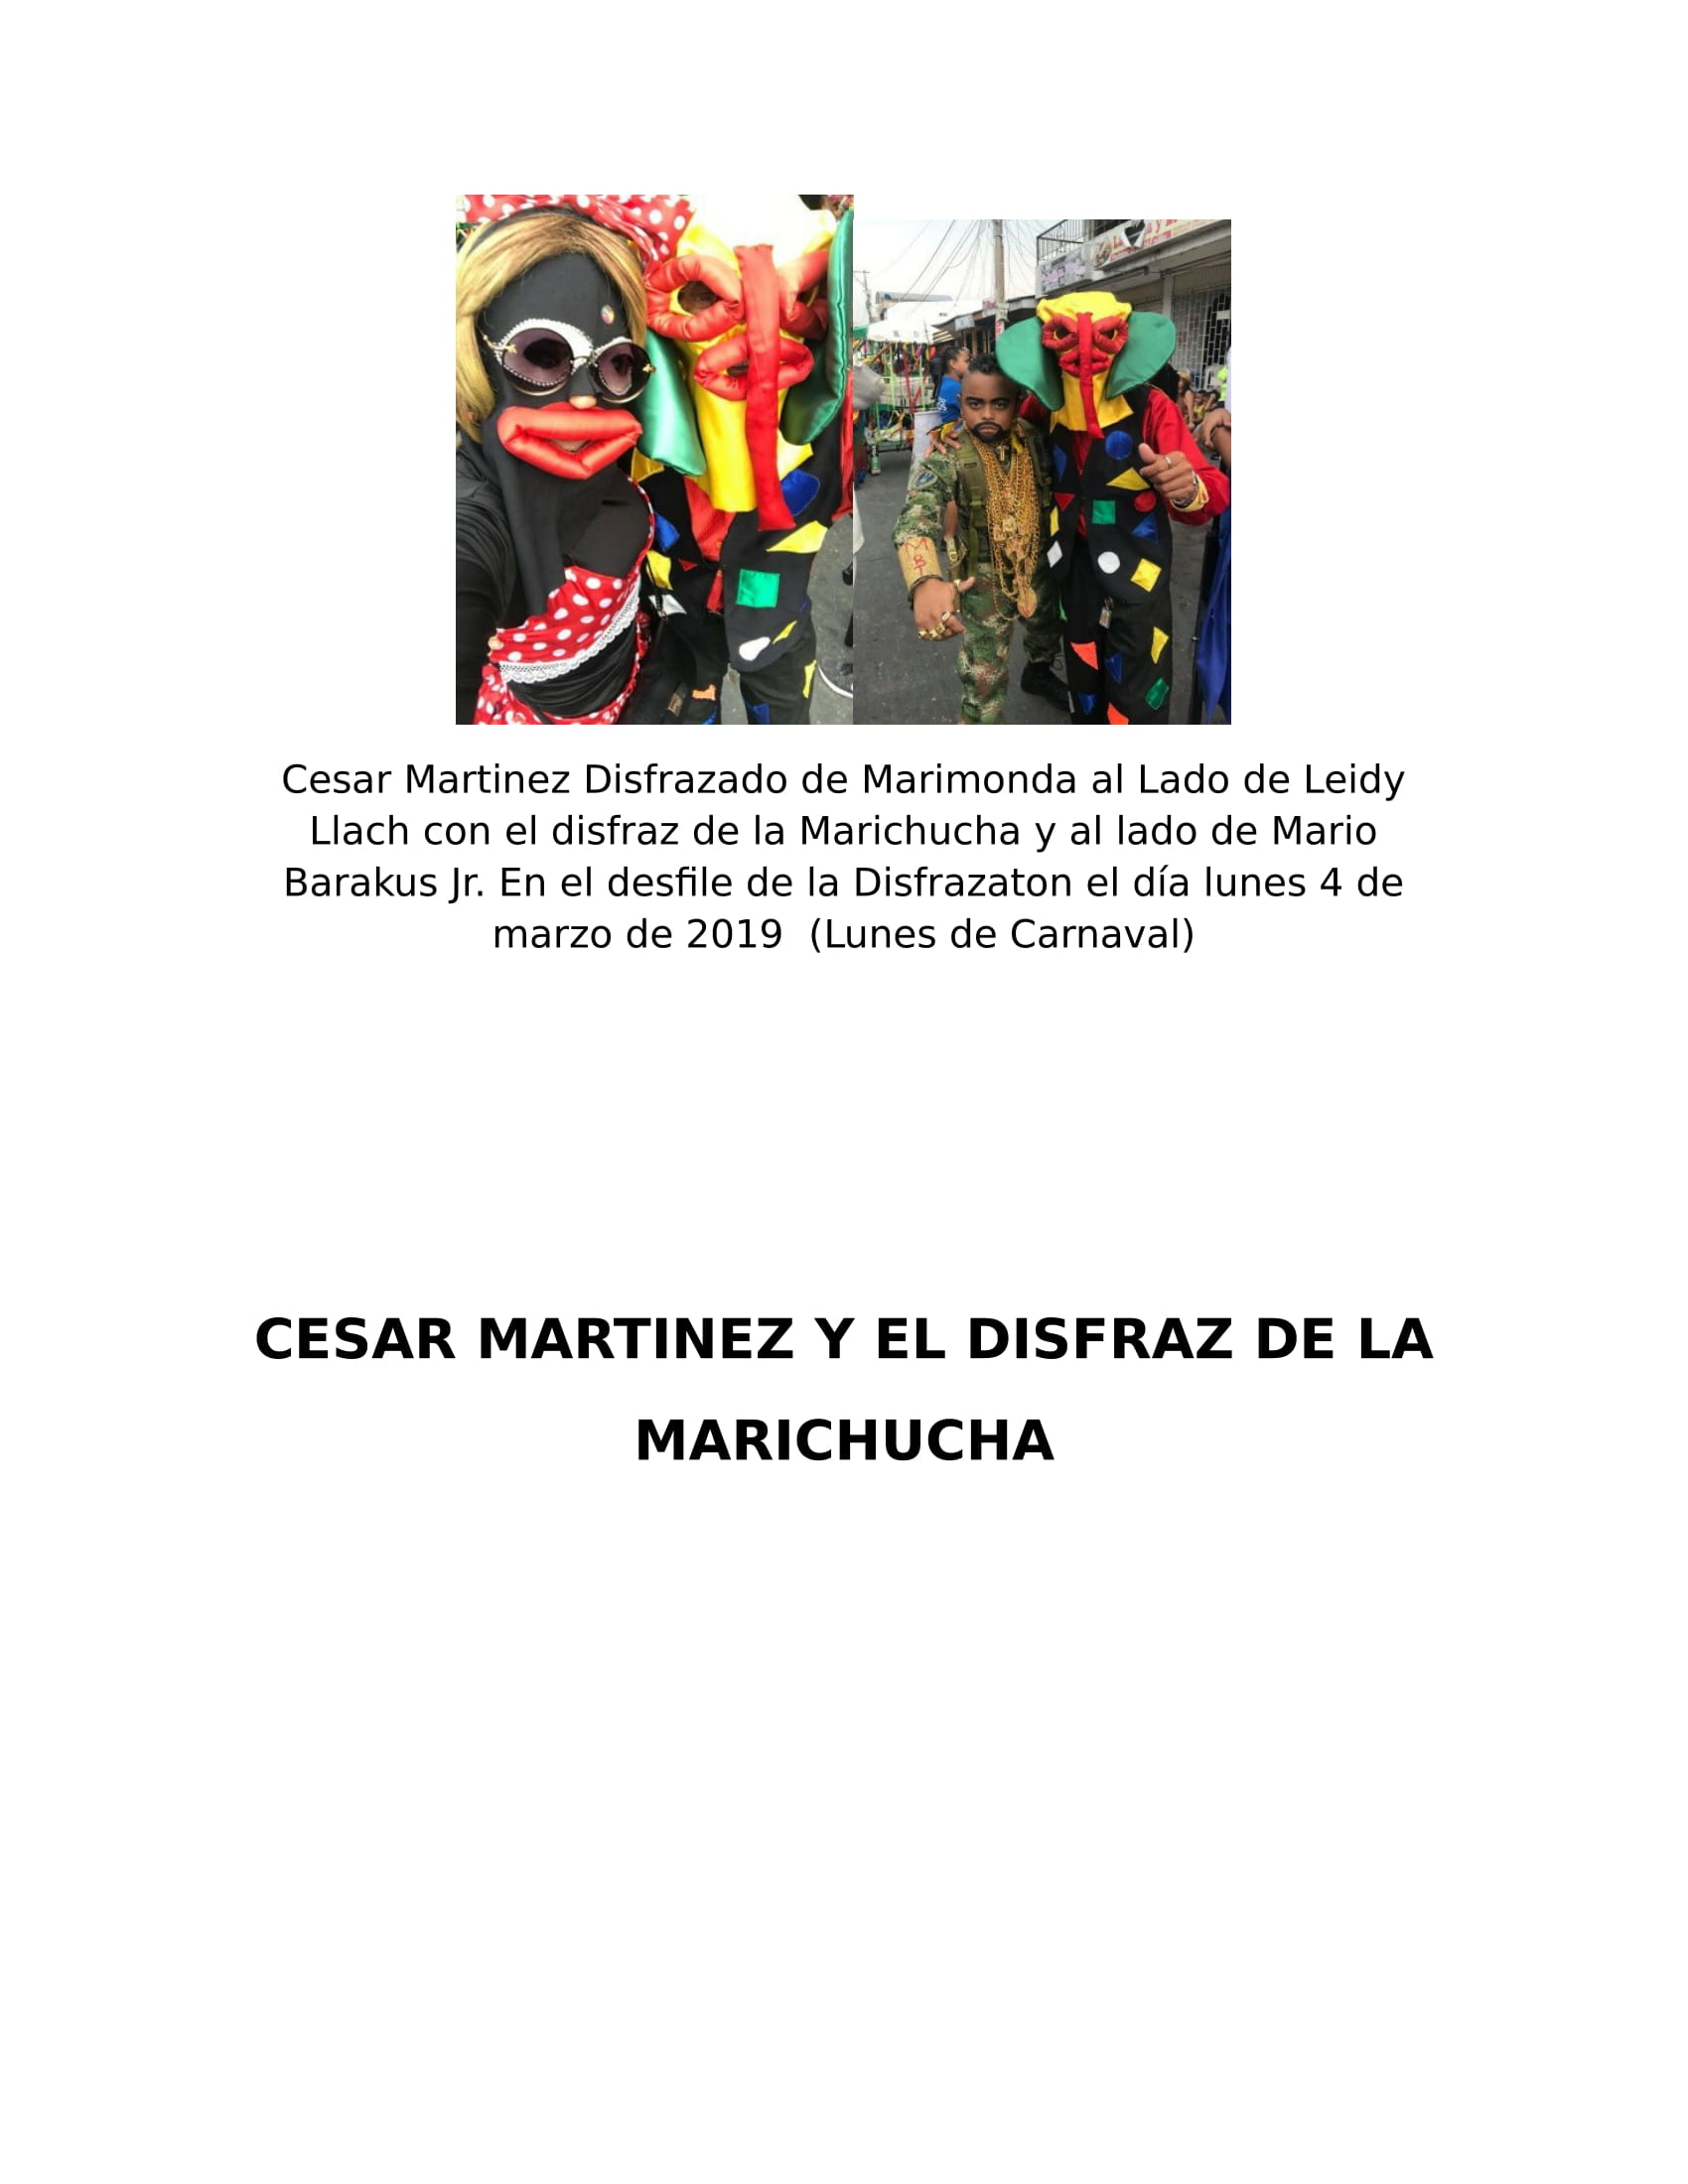 Cesar Martinez Disfrazado de Marimonda al Lado de Leidy
Llach con el disfraz de la Marichucha y al lado de Mario
Barakus Jr. En el desfile de la Disfrazaton el día lunes 4 de
marzo de 2019  (Lunes de Carnaval)
CESAR MARTINEZ Y EL DISFRAZ DE LA
MARICHUCHA